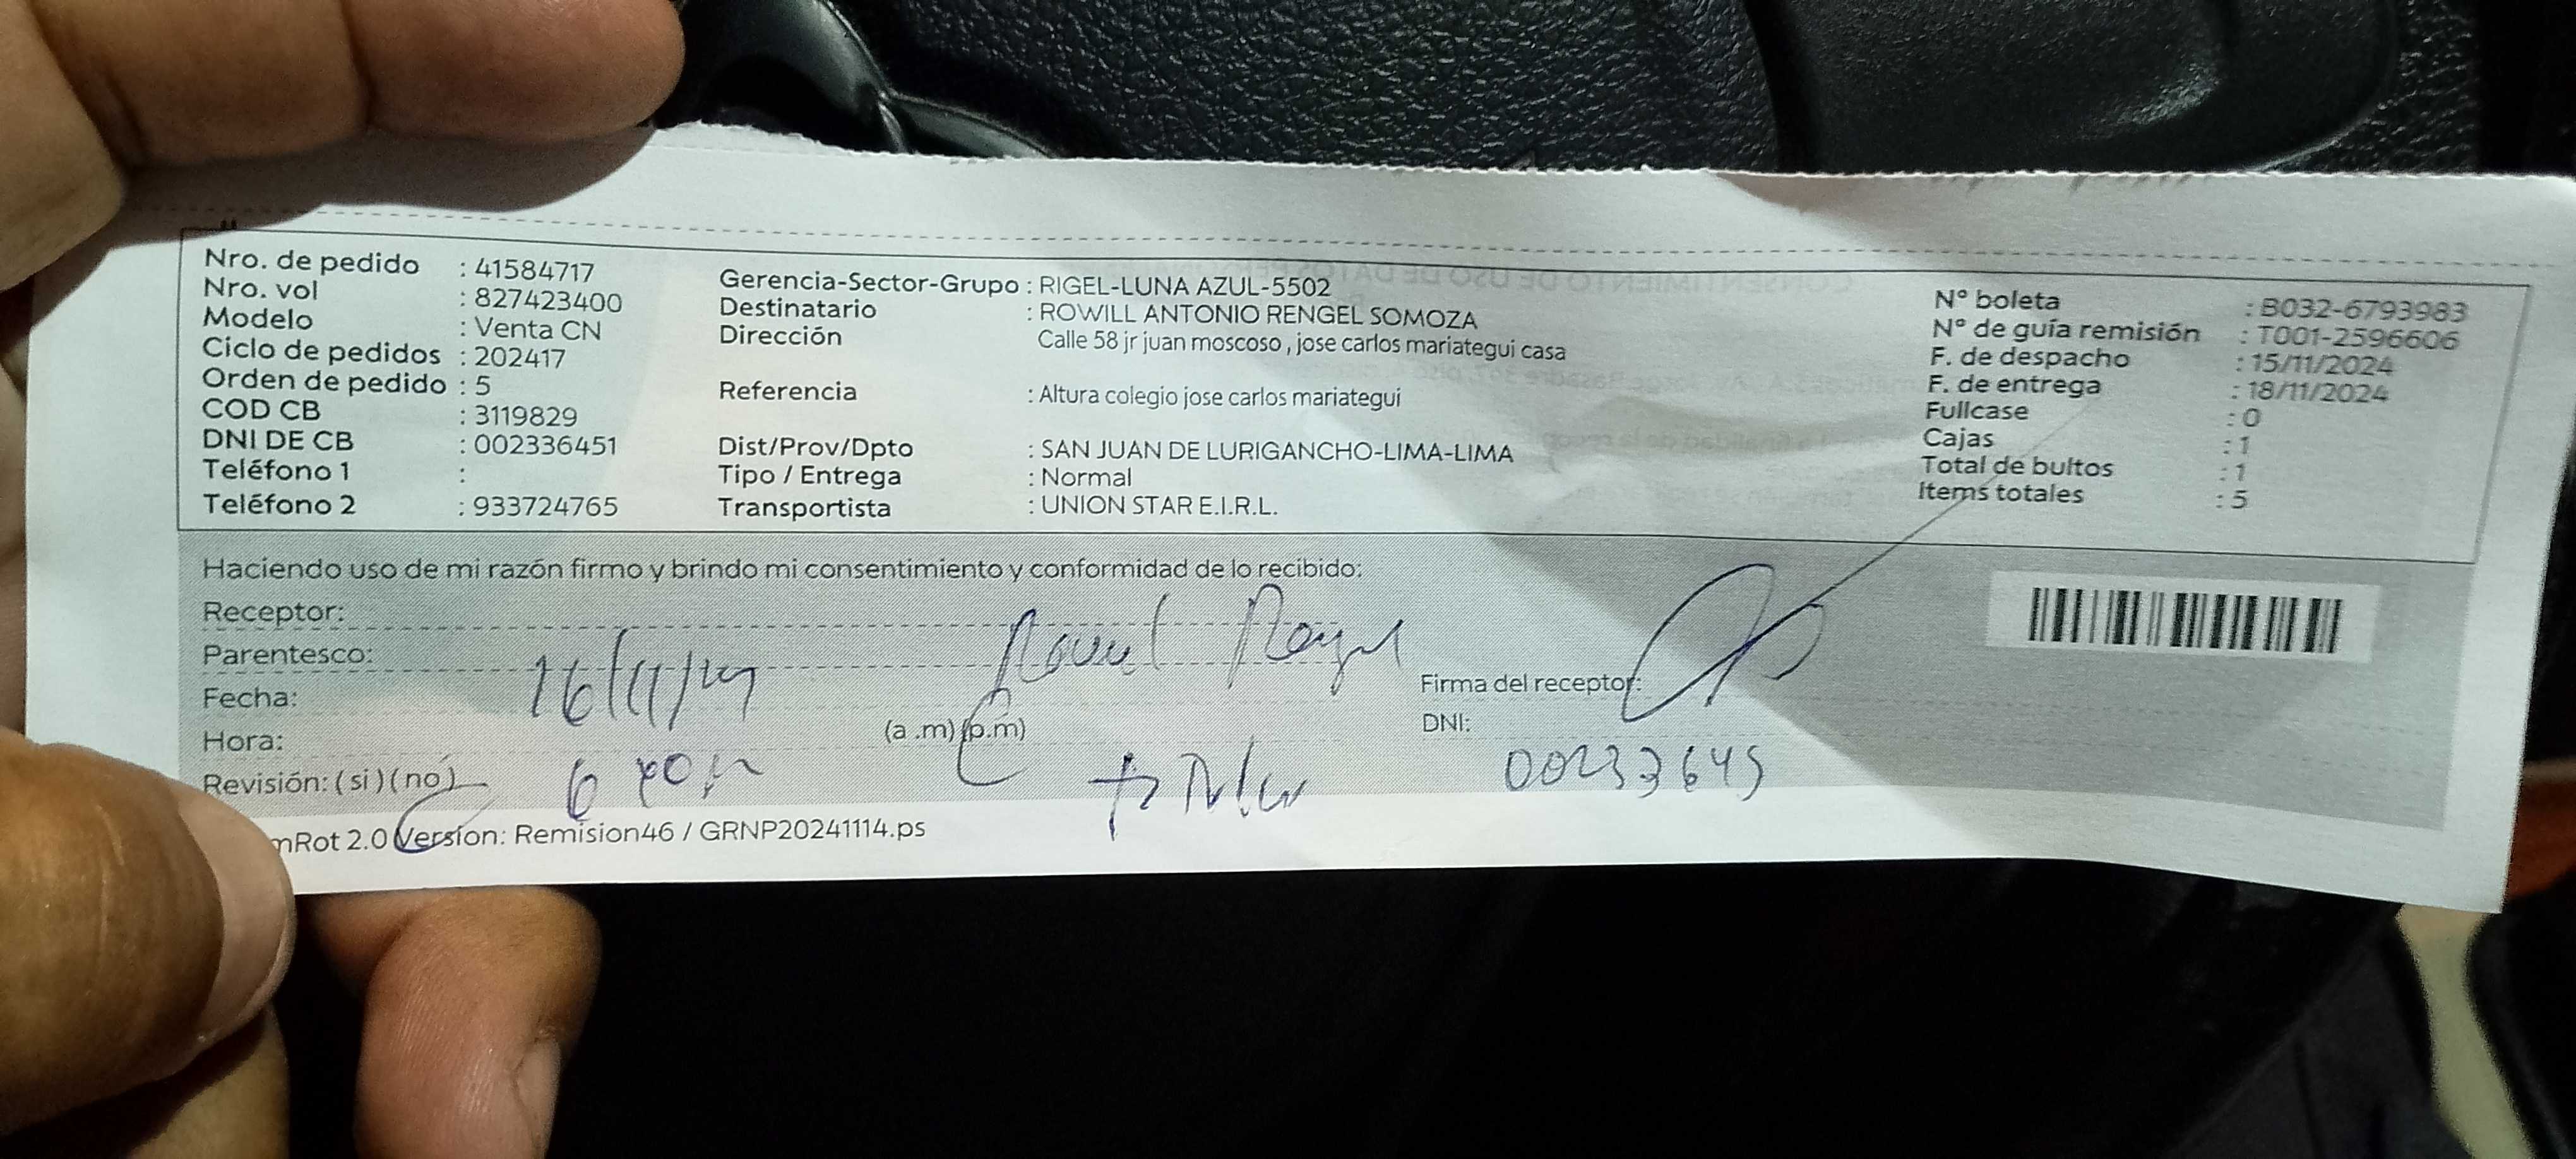 Nro. de pedido : 41584717
Nro. vol : 827423400
Modelo : Venta CN
Ciclo de pedidos : 202417
Orden de pedido : 5
COD CB : 3119829
DNI DE CB : 002336451
Teléfono 1 :
Teléfono 2 : 933724765
Gerencia-Sector-Grupo : RIGEL-LUNA AZUL-5502
Destinatario : ROWILL ANTONIO RENGEL SOMOZA
Dirección Calle 58 jr juan moscoso , jose carlos mariategui casa
Referencia : Altura colegio jose carlos mariategui
Dist/Prov/Dpto : SAN JUAN DE LURIGANCHO-LIMA-LIMA
Tipo / Entrega : Normal
Transportista : UNION STAR E.I.R.L.
N° boleta : B032-6793983
N° de guía remisión : T001-2596606
F. de despacho : 15/11/2024
F. de entrega : 18/11/2024
Fullcase : 0
Cajas : 1
Total de bultos : 1
Items totales : 5
Haciendo uso de mi razón firmo y brindo mi consentimiento y conformidad de lo recibido:
Receptor:
Parentesco:
Fecha: 16/11/24
Hora: (a .m) (p.m)
Revisión: (si) (no)
Firma del receptor:
DNI:
00233645
mRot 2.0 Version: Remision46 / GRNP20241114.ps